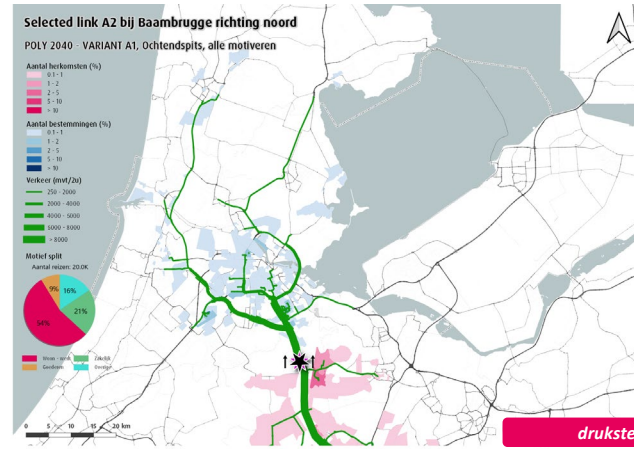 Selected link A2 bij Baambrugge richting noord
POLY 2040 - VARIANT A1, Ochtendspits, alle motiveren
Aantal herkomsten (%)
0.1 - 1
1 - 2
2 - 5
5 - 10
> 10
Aantal bestemmingen (%)
0.1 - 1
1 - 2
2 - 5
5 - 10
> 10
Verkeer (mvt/2u)
250 - 2000
2000 - 4000
4000 - 6000
6000 - 8000
> 8000
Motief split
Aantal reizen: 20.0K
9%
16%
21%
54%
Woon - werk
Zakelijk
Overige
0 5 10 15 20 km
drukste